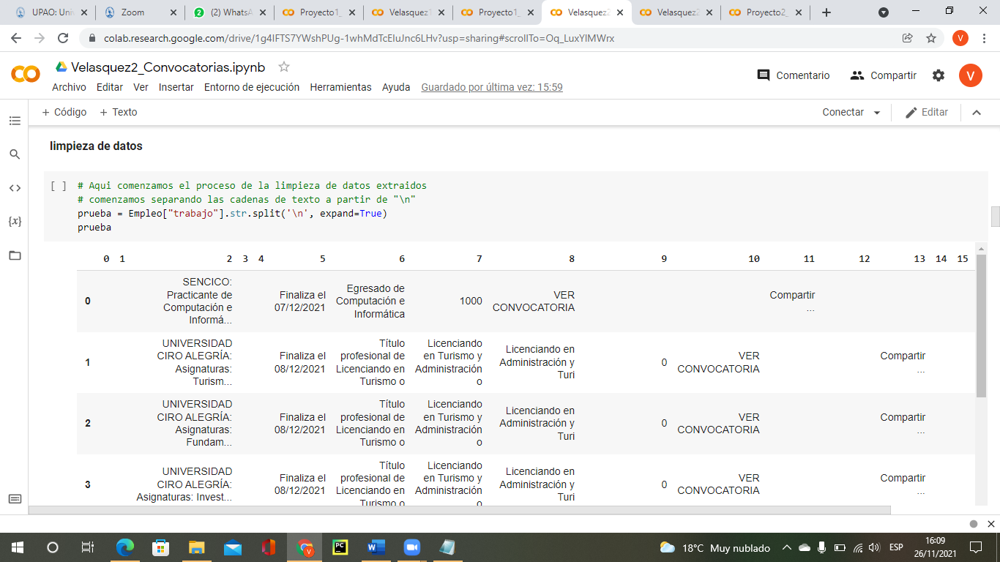 UPAO: Uni
Zoom
(2) WhatsA
Proyecto1_
Velasquez1
Proyecto1_
Velasquez2
Velasquez2
Proyecto2_
colab.research.google.com/drive/1g4lFTS7YWshPUg-1whMdTcEIuJnc6LHv?usp=sharing#scrollTo=Oq_LuxYIMWrx
V
Velasquez2_Convocatorias.ipynb
Comentario
Compartir
V
Archivo Editar Ver Insertar Entorno de ejecución Herramientas Ayuda Guardado por última vez: 15:59
+ Código + Texto
Conectar
Editar
limpieza de datos
[ ] # Aqui comenzamos el proceso de la limpieza de datos extraidos
# comenzamos separando las cadenas de texto a partir de "\n"
prueba = Empleo["trabajo"].str.split('\n', expand=True)
prueba
0 1 2 3 4 5 6 7 8 9 10 11 12 13 14 15
0
SENCICO:
Practicante de
Computación e
Informá...
Finaliza el
07/12/2021
Egresado de
Computación e
Informática
1000
VER
CONVOCATORIA
Compartir
...
1
UNIVERSIDAD
CIRO ALEGRÍA:
Asignaturas:
Turism...
Finaliza el
08/12/2021
Título
profesional de
Licenciando en
Turismo o
Licenciando
en Turismo y
Administración
o
Licenciando en
Administración y
Turi
0
VER
CONVOCATORIA
Compartir
...
2
UNIVERSIDAD
CIRO ALEGRÍA:
Asignaturas:
Fundam...
Finaliza el
08/12/2021
Título
profesional de
Licenciando en
Turismo o
Licenciando
en Turismo y
Administración
o
Licenciando en
Administración y
Turi
0
VER
CONVOCATORIA
Compartir
...
3
UNIVERSIDAD
CIRO ALEGRÍA:
Asignaturas: Invest...
Finaliza el
08/12/2021
Título
profesional de
Licenciando en
Turismo o
Licenciando
en Turismo y
Administración
o
Licenciando en
Administración y
Turi
0
VER
CONVOCATORIA
Compartir
...
18°C Muy nublado
ESP
16:09
26/11/2021